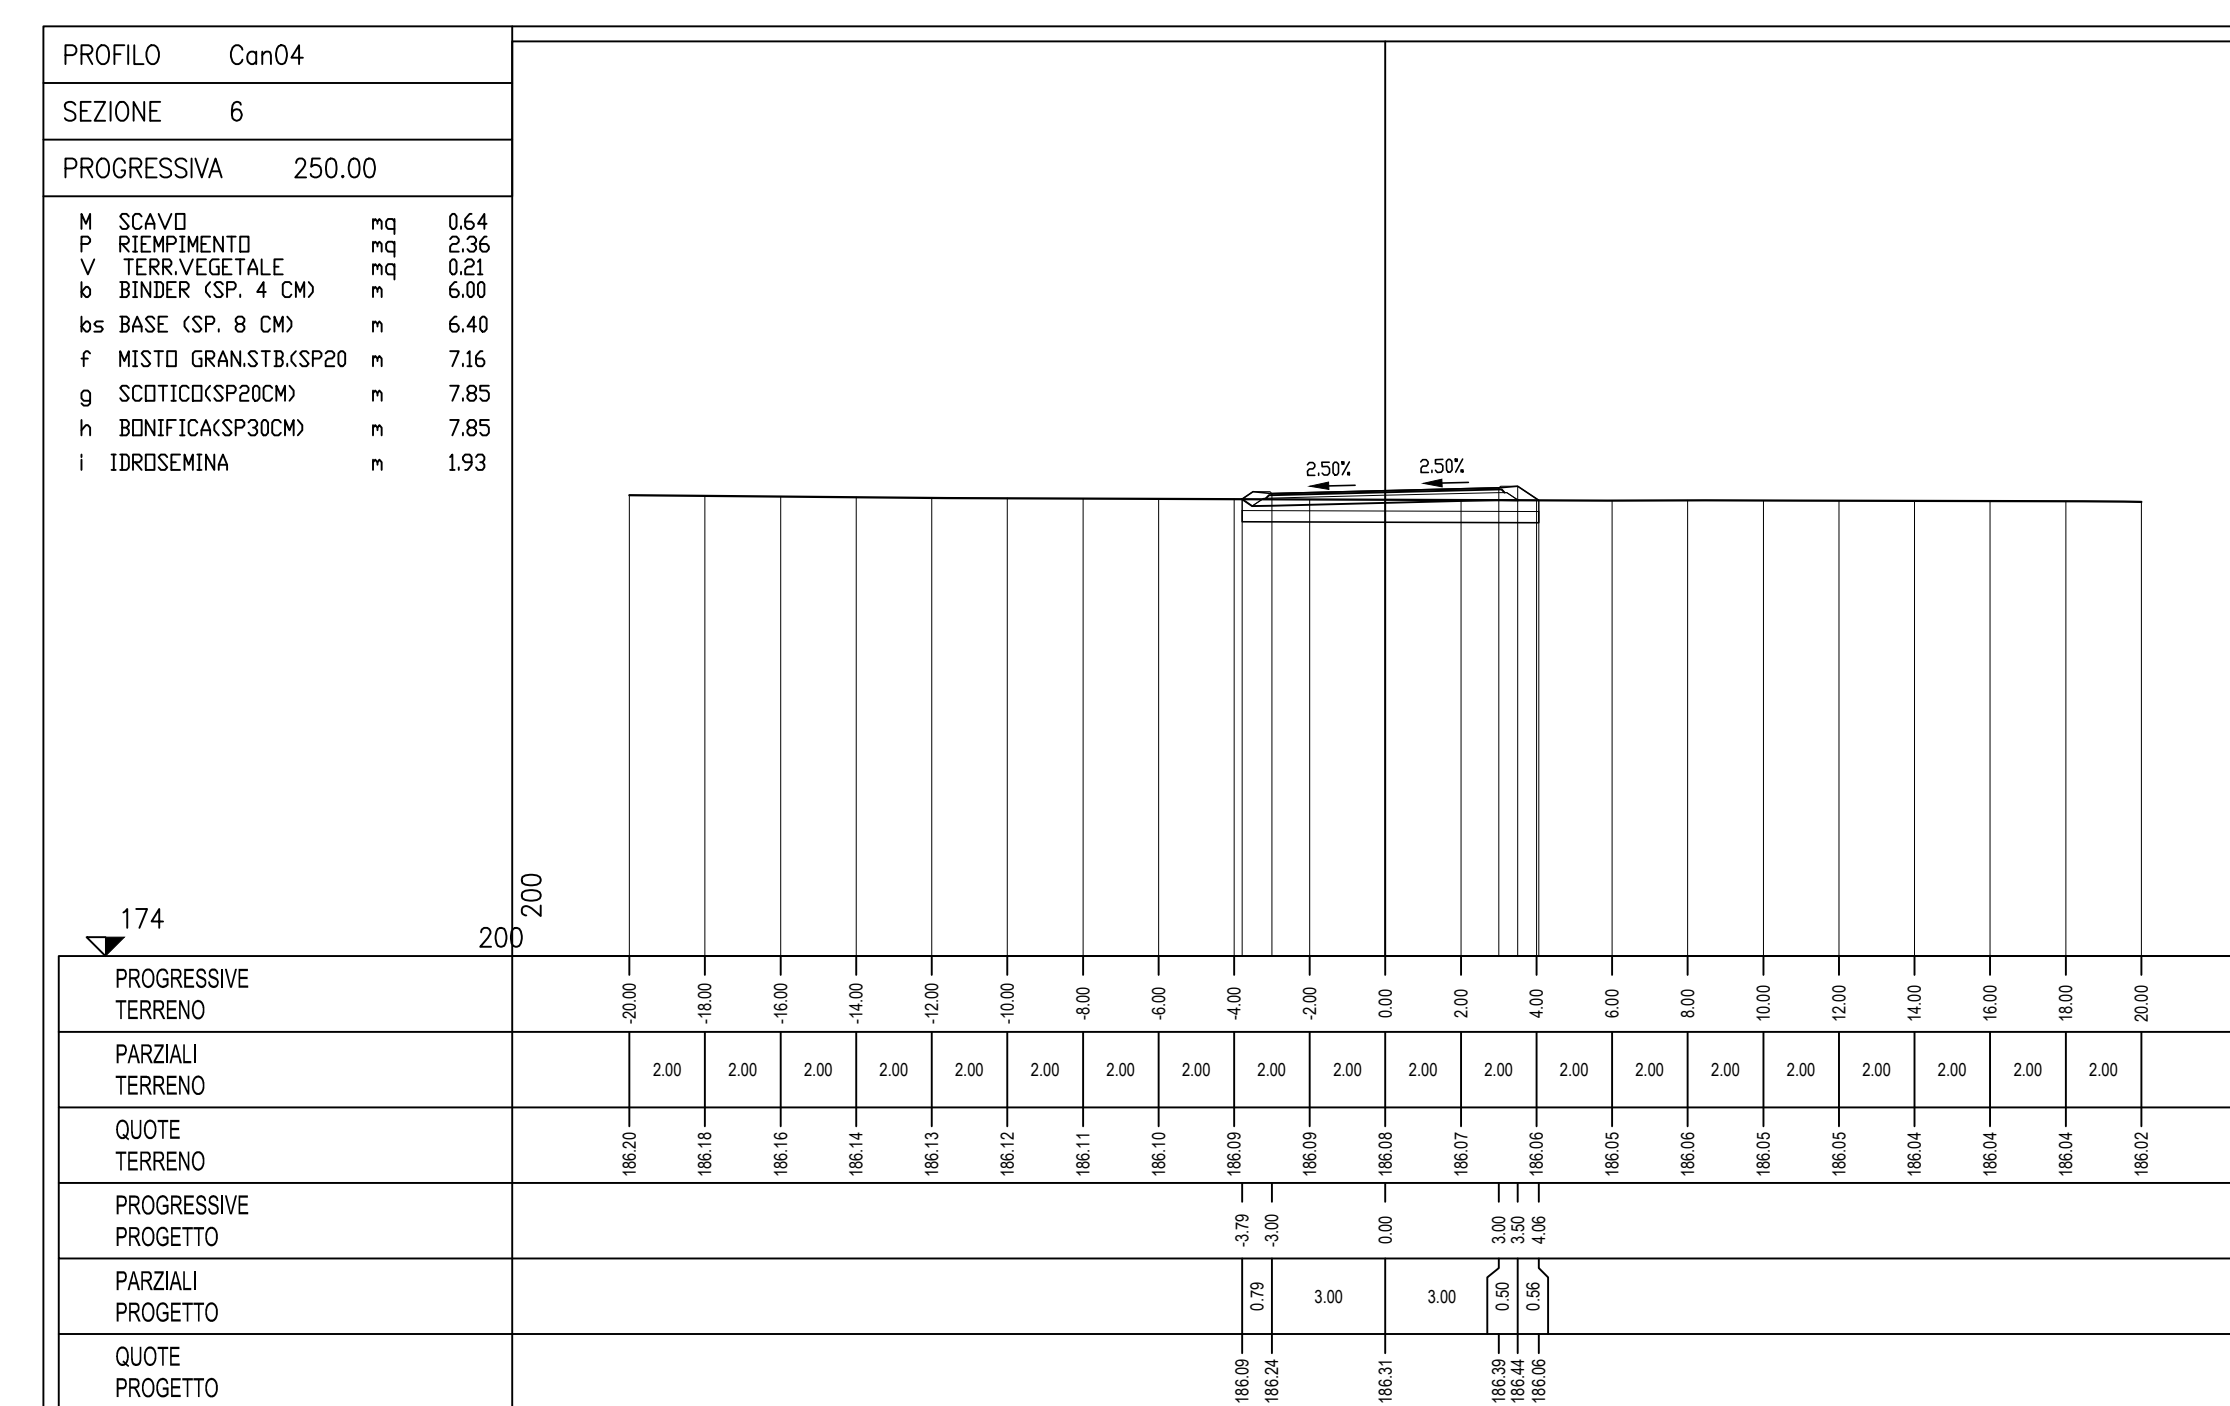 PROFILO Can04
SEZIONE 6
PROGRESSIVA 250.00
M SCAVO mq 0.64
P RIEMPIMENTO mq 2.36
V TERR.VEGETALE mq 0.21
b BINDER (SP. 4 CM) m 6.00
bs BASE (SP. 8 CM) m 6.40
f MISTO GRAN.STB.(SP20 m 7.16
g SCOTICO(SP20CM) m 7.85
h BONIFICA(SP30CM) m 7.85
i IDROSEMINA m 1.93
2.50% 2.50%
200
174
200
PROGRESSIVE
TERRENO
-20.00 -18.00 -16.00 -14.00 -12.00 -10.00 -8.00 -6.00 -4.00 -2.00 0.00 2.00 4.00 6.00 8.00 10.00 12.00 14.00 16.00 18.00 20.00
PARZIALI
TERRENO
2.00 2.00 2.00 2.00 2.00 2.00 2.00 2.00 2.00 2.00 2.00 2.00 2.00 2.00 2.00 2.00 2.00 2.00 2.00 2.00
QUOTE
TERRENO
186.20 186.18 186.16 186.14 186.13 186.12 186.11 186.10 186.09 186.09 186.08 186.07 186.06 186.05 186.06 186.05 186.05 186.04 186.04 186.04 186.02
PROGRESSIVE
PROGETTO
-3.79 -3.00 0.00 3.00 3.50 4.06
PARZIALI
PROGETTO
0.79 3.00 3.00 0.50 0.56
QUOTE
PROGETTO
186.09 186.24 186.31 186.39 186.44 186.06